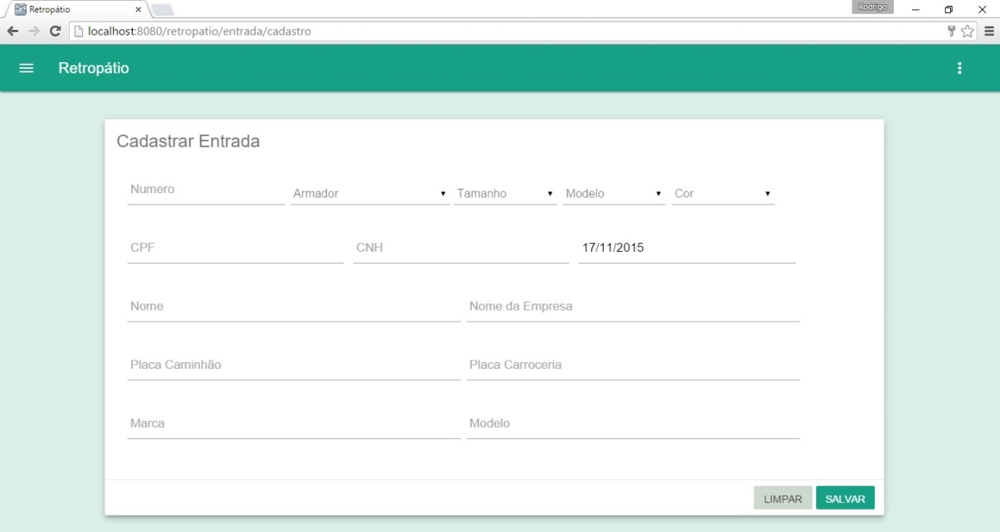 Retropátio
Rodrigo
localhost:8080/retropatio/entrada/cadastro
Retropátio
Cadastrar Entrada
Numero Armador Tamanho Modelo Cor
CPF CNH 17/11/2015
Nome Nome da Empresa
Placa Caminhão Placa Carroceria
Marca Modelo
LIMPAR SALVAR